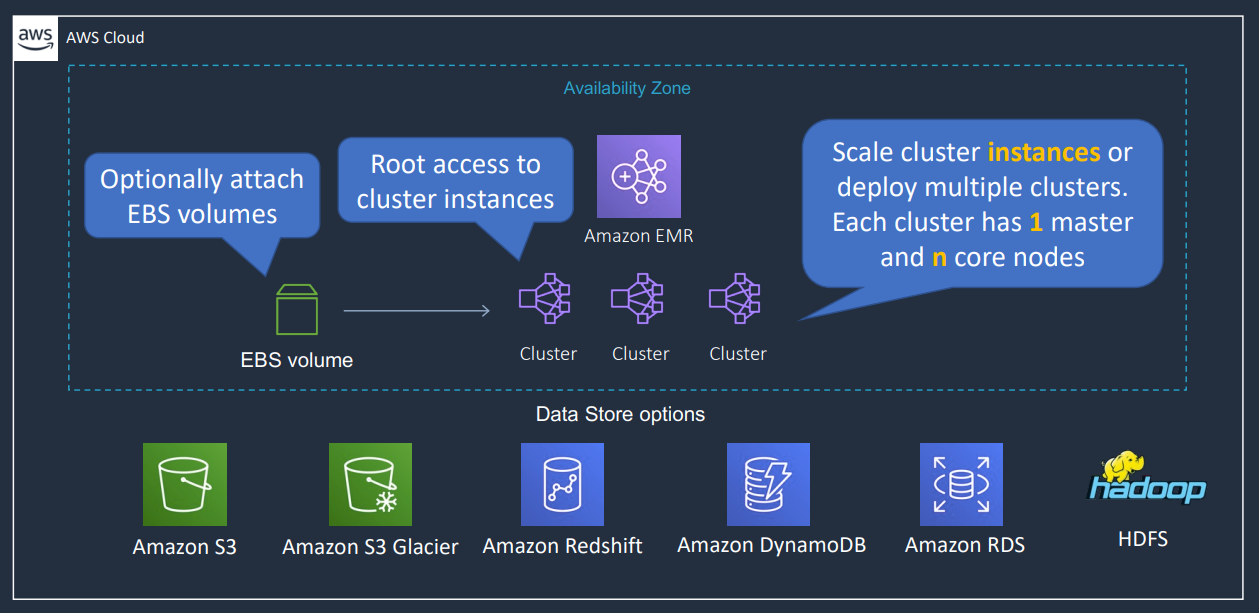 aws
AWS Cloud
Availability Zone
Optionally attach
EBS volumes
Root access to
cluster instances
Amazon EMR
Scale cluster instances or
deploy multiple clusters.
Each cluster has 1 master
and n core nodes
EBS volume
Cluster
Cluster
Cluster
Data Store options
Amazon S3
Amazon S3 Glacier
Amazon Redshift
Amazon DynamoDB
Amazon RDS
hadoop
HDFS